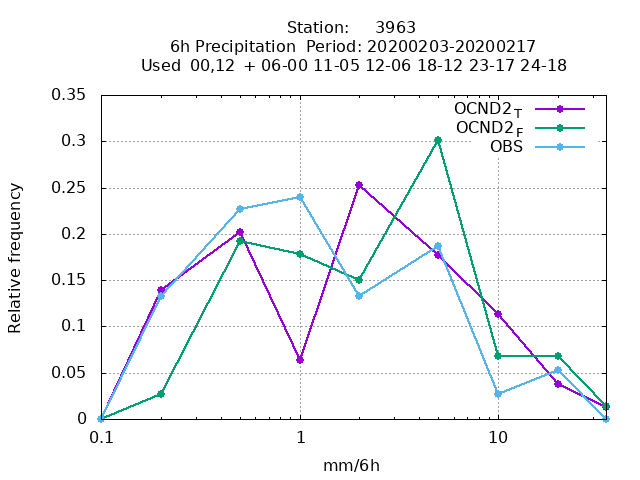 Station:     3963
6h Precipitation  Period: 20200203-20200217
Used  00,12  + 06-00 11-05 12-06 18-12 23-17 24-18
0.35
0.3
0.25
0.2
0.15
0.1
0.05
0
Relative frequency
OCND2T
OCND2F
OBS
0.1
1
10
mm/6h